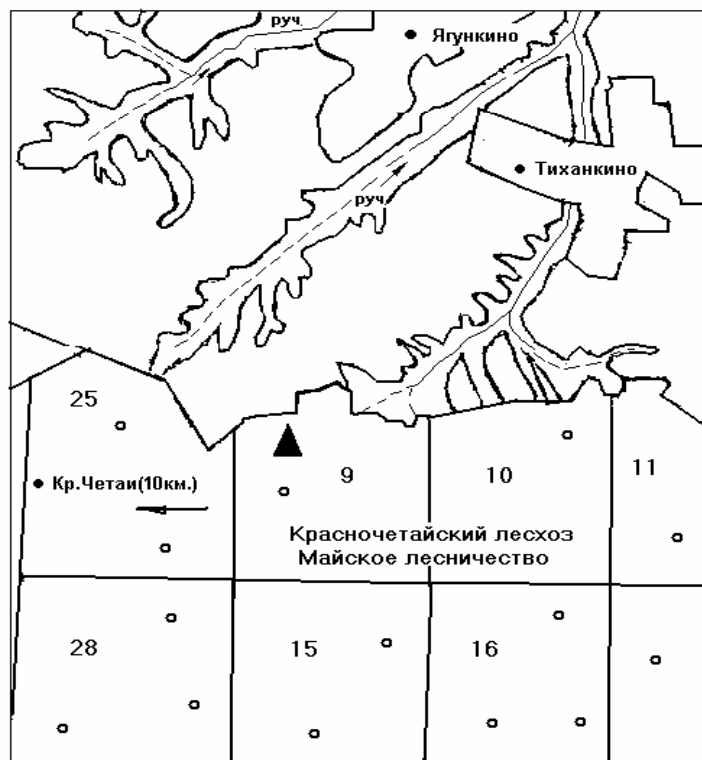 руч.
Ягункино
Тиханкино
руч.
25
9
10
11
Кр.Четаи(10км.)
Красночетайский лесхоз
Майское лесничество
28
15
16